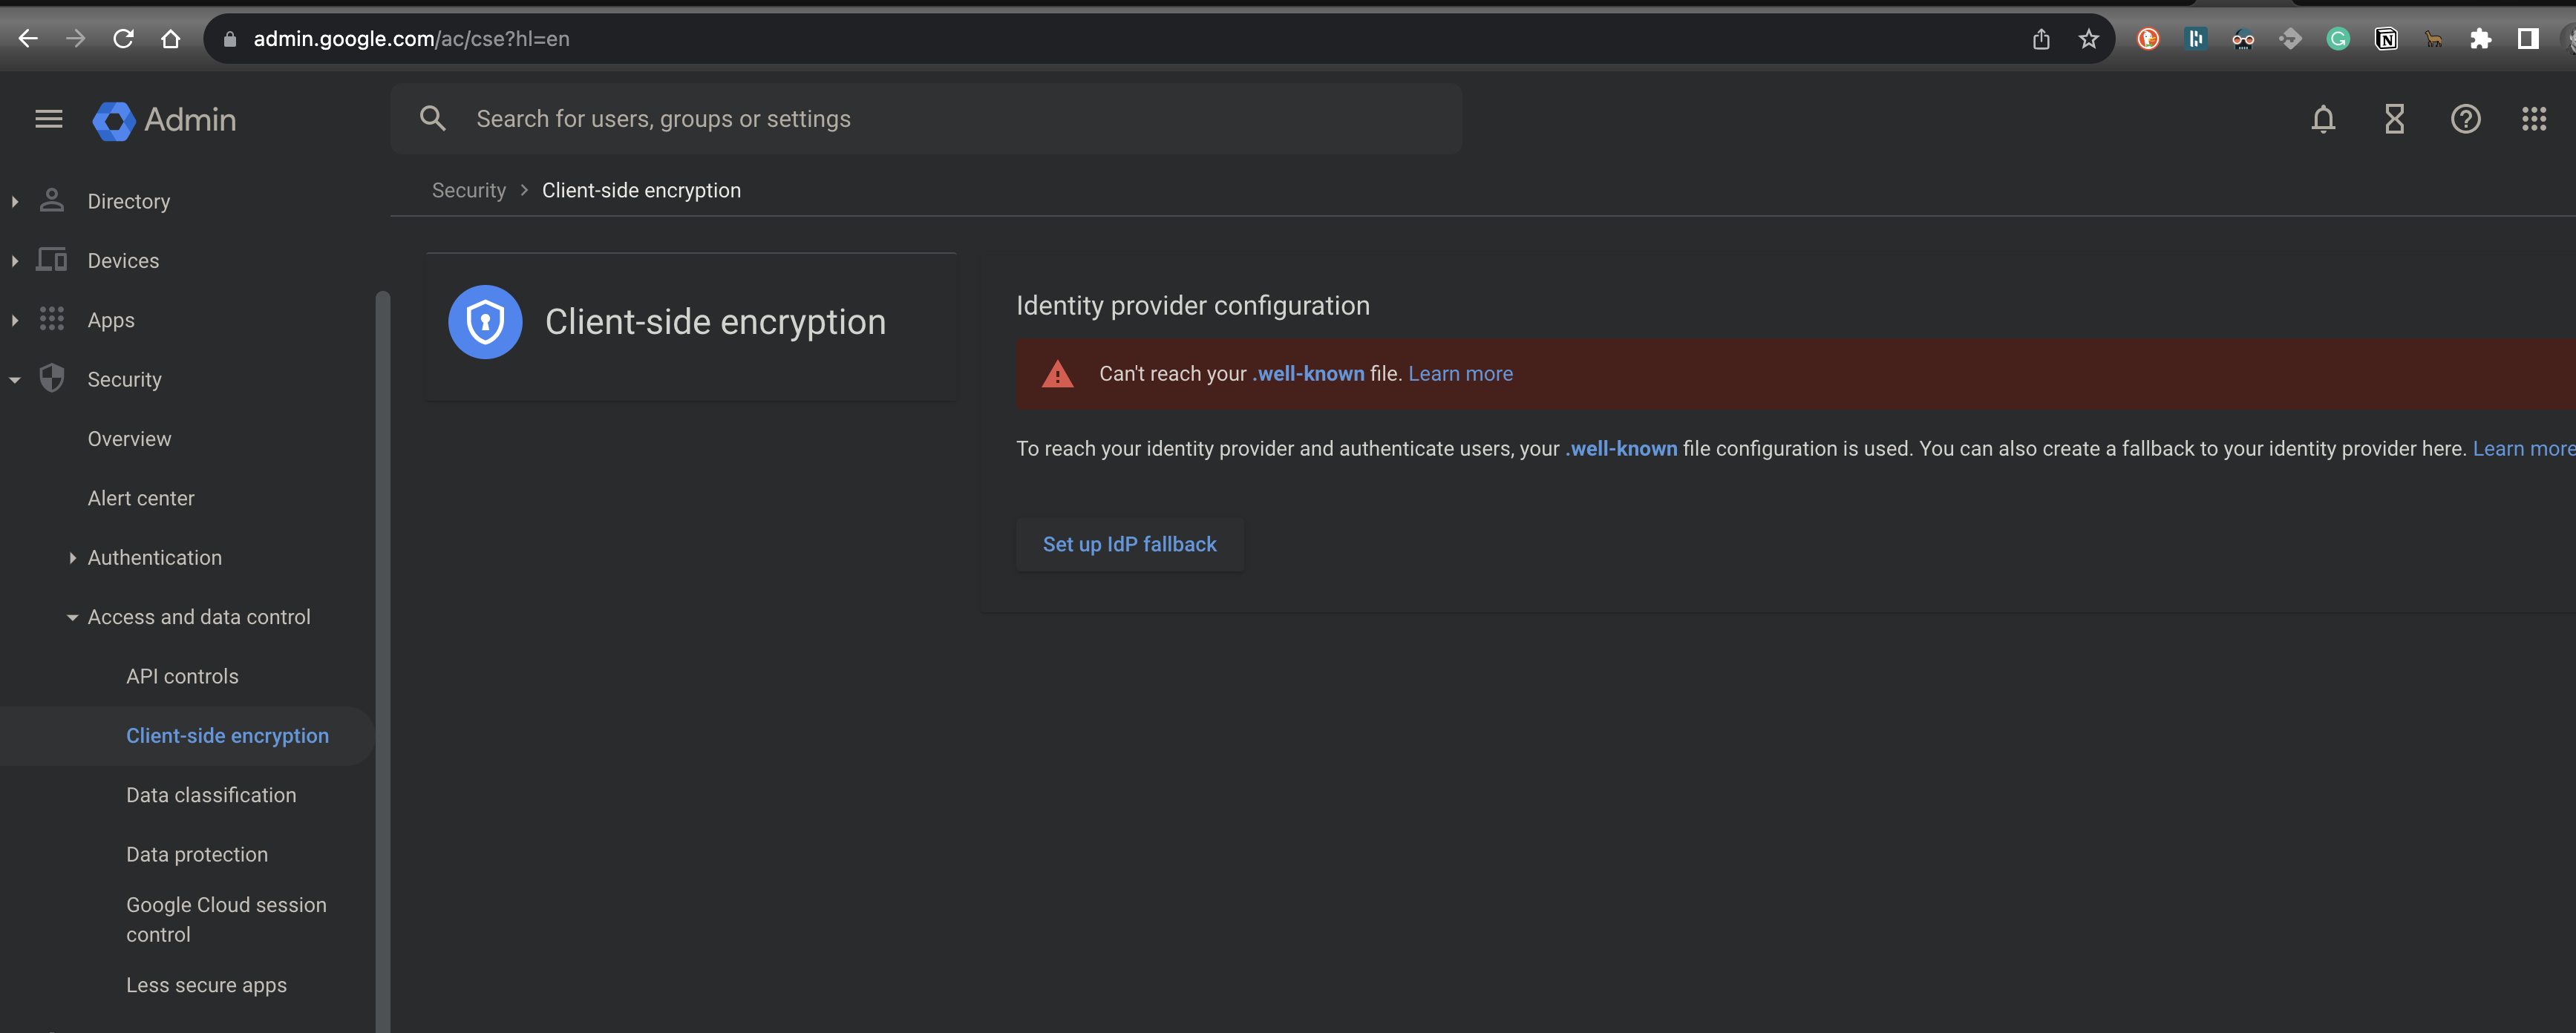 admin.google.com/ac/cse?hl=en
Admin
Search for users, groups or settings
Security > Client-side encryption
Directory
Devices
Apps
Security
Overview
Alert center
Authentication
Access and data control
API controls
Client-side encryption
Data classification
Data protection
Google Cloud session
control
Less secure apps
Client-side encryption
Identity provider configuration
Can't reach your .well-known file. Learn more
To reach your identity provider and authenticate users, your .well-known file configuration is used. You can also create a fallback to your identity provider here. Learn more
Set up IdP fallback